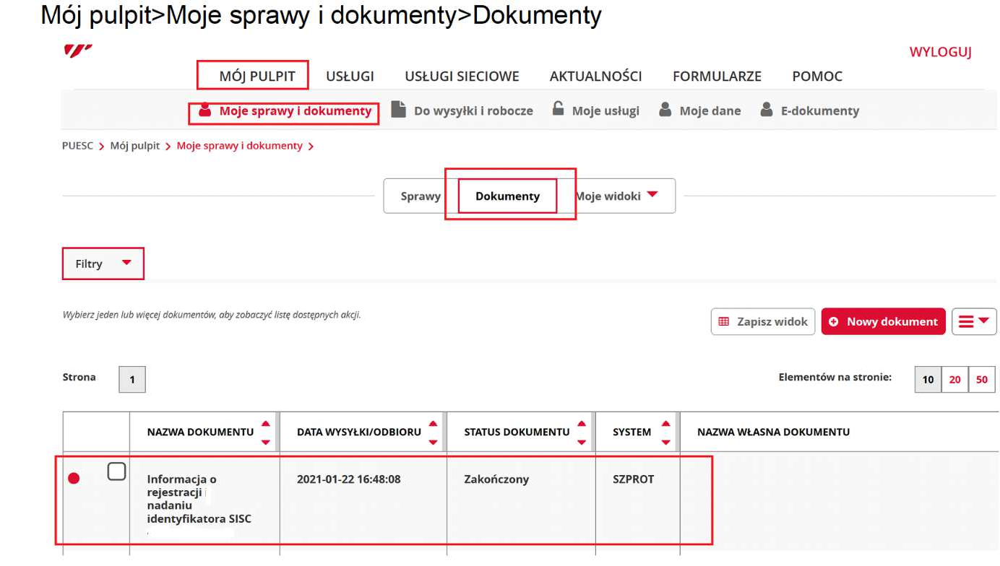 Mój pulpit>Moje sprawy i dokumenty>Dokumenty
WYLOGUJ
MÓJ PULPIT USŁUGI USŁUGI SIECIOWE AKTUALNOŚCI FORMULARZE POMOC
Moje sprawy i dokumenty Do wysyłki i robocze Moje usługi Moje dane E-dokumenty
PUESC > Mój pulpit > Moje sprawy i dokumenty >
Sprawy Dokumenty Moje widoki
Filtry
Wybierz jeden lub więcej dokumentów, aby zobaczyć listę dostępnych akcji.
Zapisz widok Nowy dokument
Strona 1 Elementów na stronie: 10 20 50
NAZWA DOKUMENTU DATA WYSYŁKI/ODBIORU STATUS DOKUMENTU SYSTEM NAZWA WŁASNA DOKUMENTU
Informacja o 2021-01-22 16:48:08 Zakończony SZPROT
rejestracji i
nadaniu
identyfikatora SISC